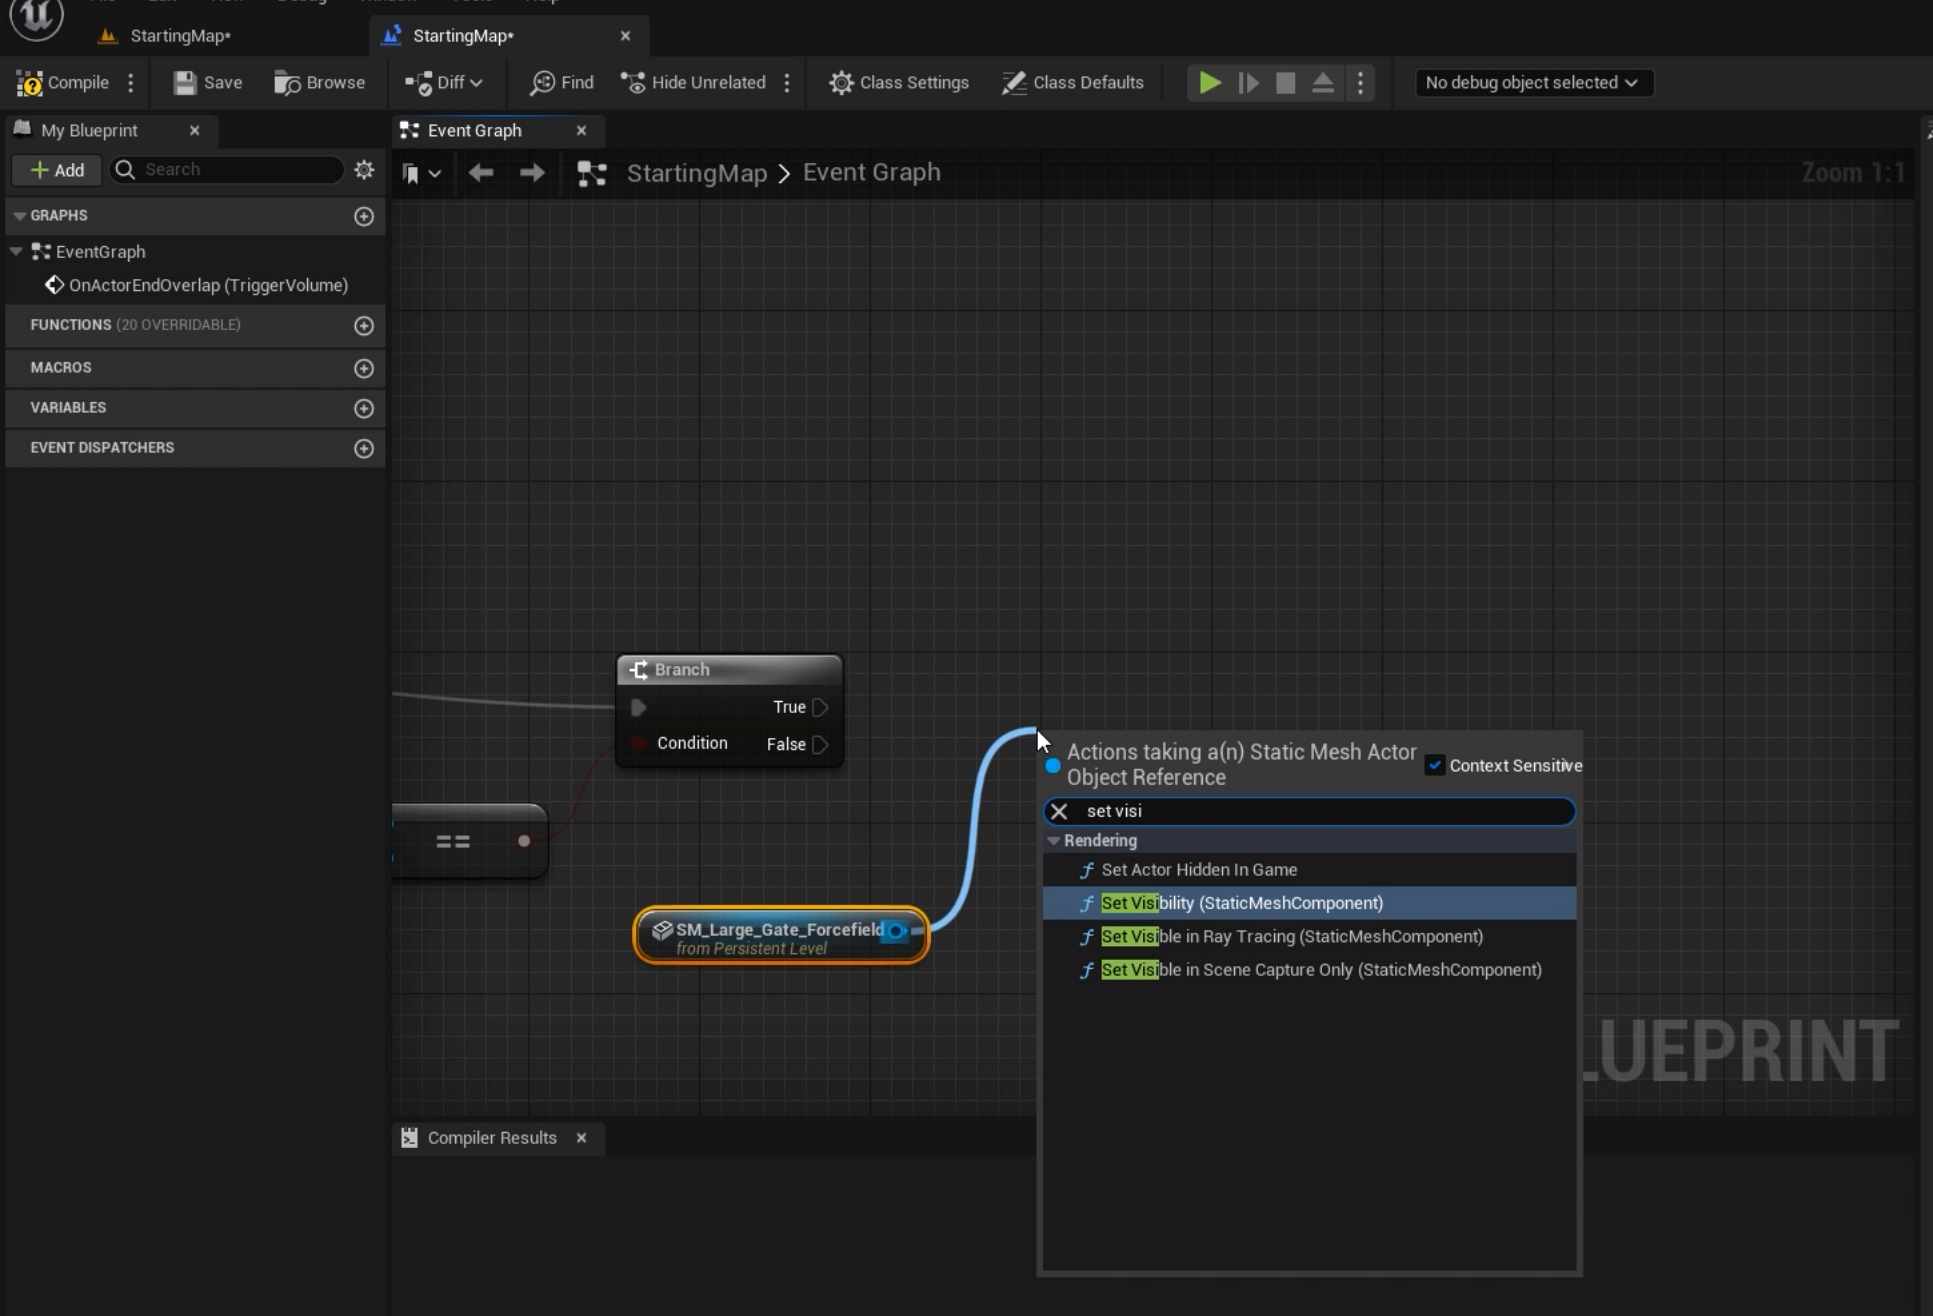 StartingMap*
StartingMap*
Compile
Save
Browse
Diff
Find
Hide Unrelated
Class Settings
Class Defaults
No debug object selected
My Blueprint
Event Graph
Add
Search
StartingMap > Event Graph
Zoom 1:1
GRAPHS
EventGraph
OnActorEndOverlap (TriggerVolume)
FUNCTIONS (20 OVERRIDABLE)
MACROS
VARIABLES
EVENT DISPATCHERS
Branch
True
Condition
False
==
SM_Large_Gate_Forcefield
from Persistent Level
Actions taking a(n) Static Mesh Actor
Object Reference
Context Sensitive
set visi
Rendering
Set Actor Hidden In Game
Set Visibility (StaticMeshComponent)
Set Visible in Ray Tracing (StaticMeshComponent)
Set Visible in Scene Capture Only (StaticMeshComponent)
LUEPRINT
Compiler Results